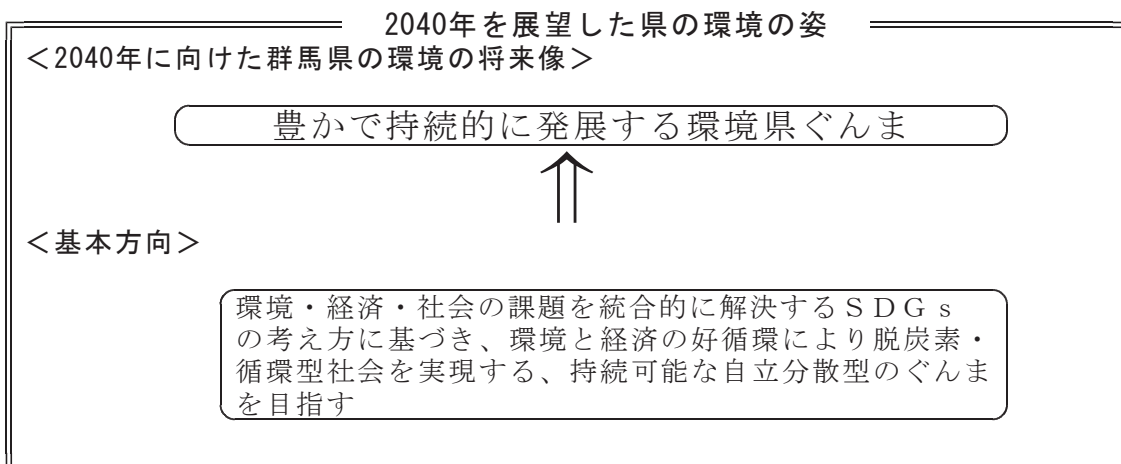 2040年を展望した県の環境の姿
＜2040年に向けた群馬県の環境の将来像＞
豊かで持続的に発展する環境県ぐんま
＜基本方向＞
環境・経済・社会の課題を統合的に解決するＳＤＧｓ
の考え方に基づき、環境と経済の好循環により脱炭素・
循環型社会を実現する、持続可能な自立分散型のぐんま
を目指す